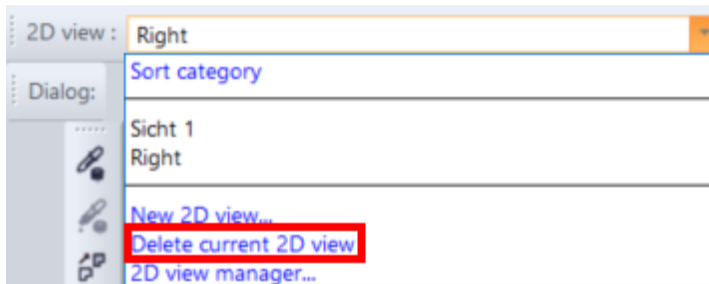 2D view : Right
Sort category
Dialog:
Sicht 1
Right
New 2D view...
Delete current 2D view
2D view manager...